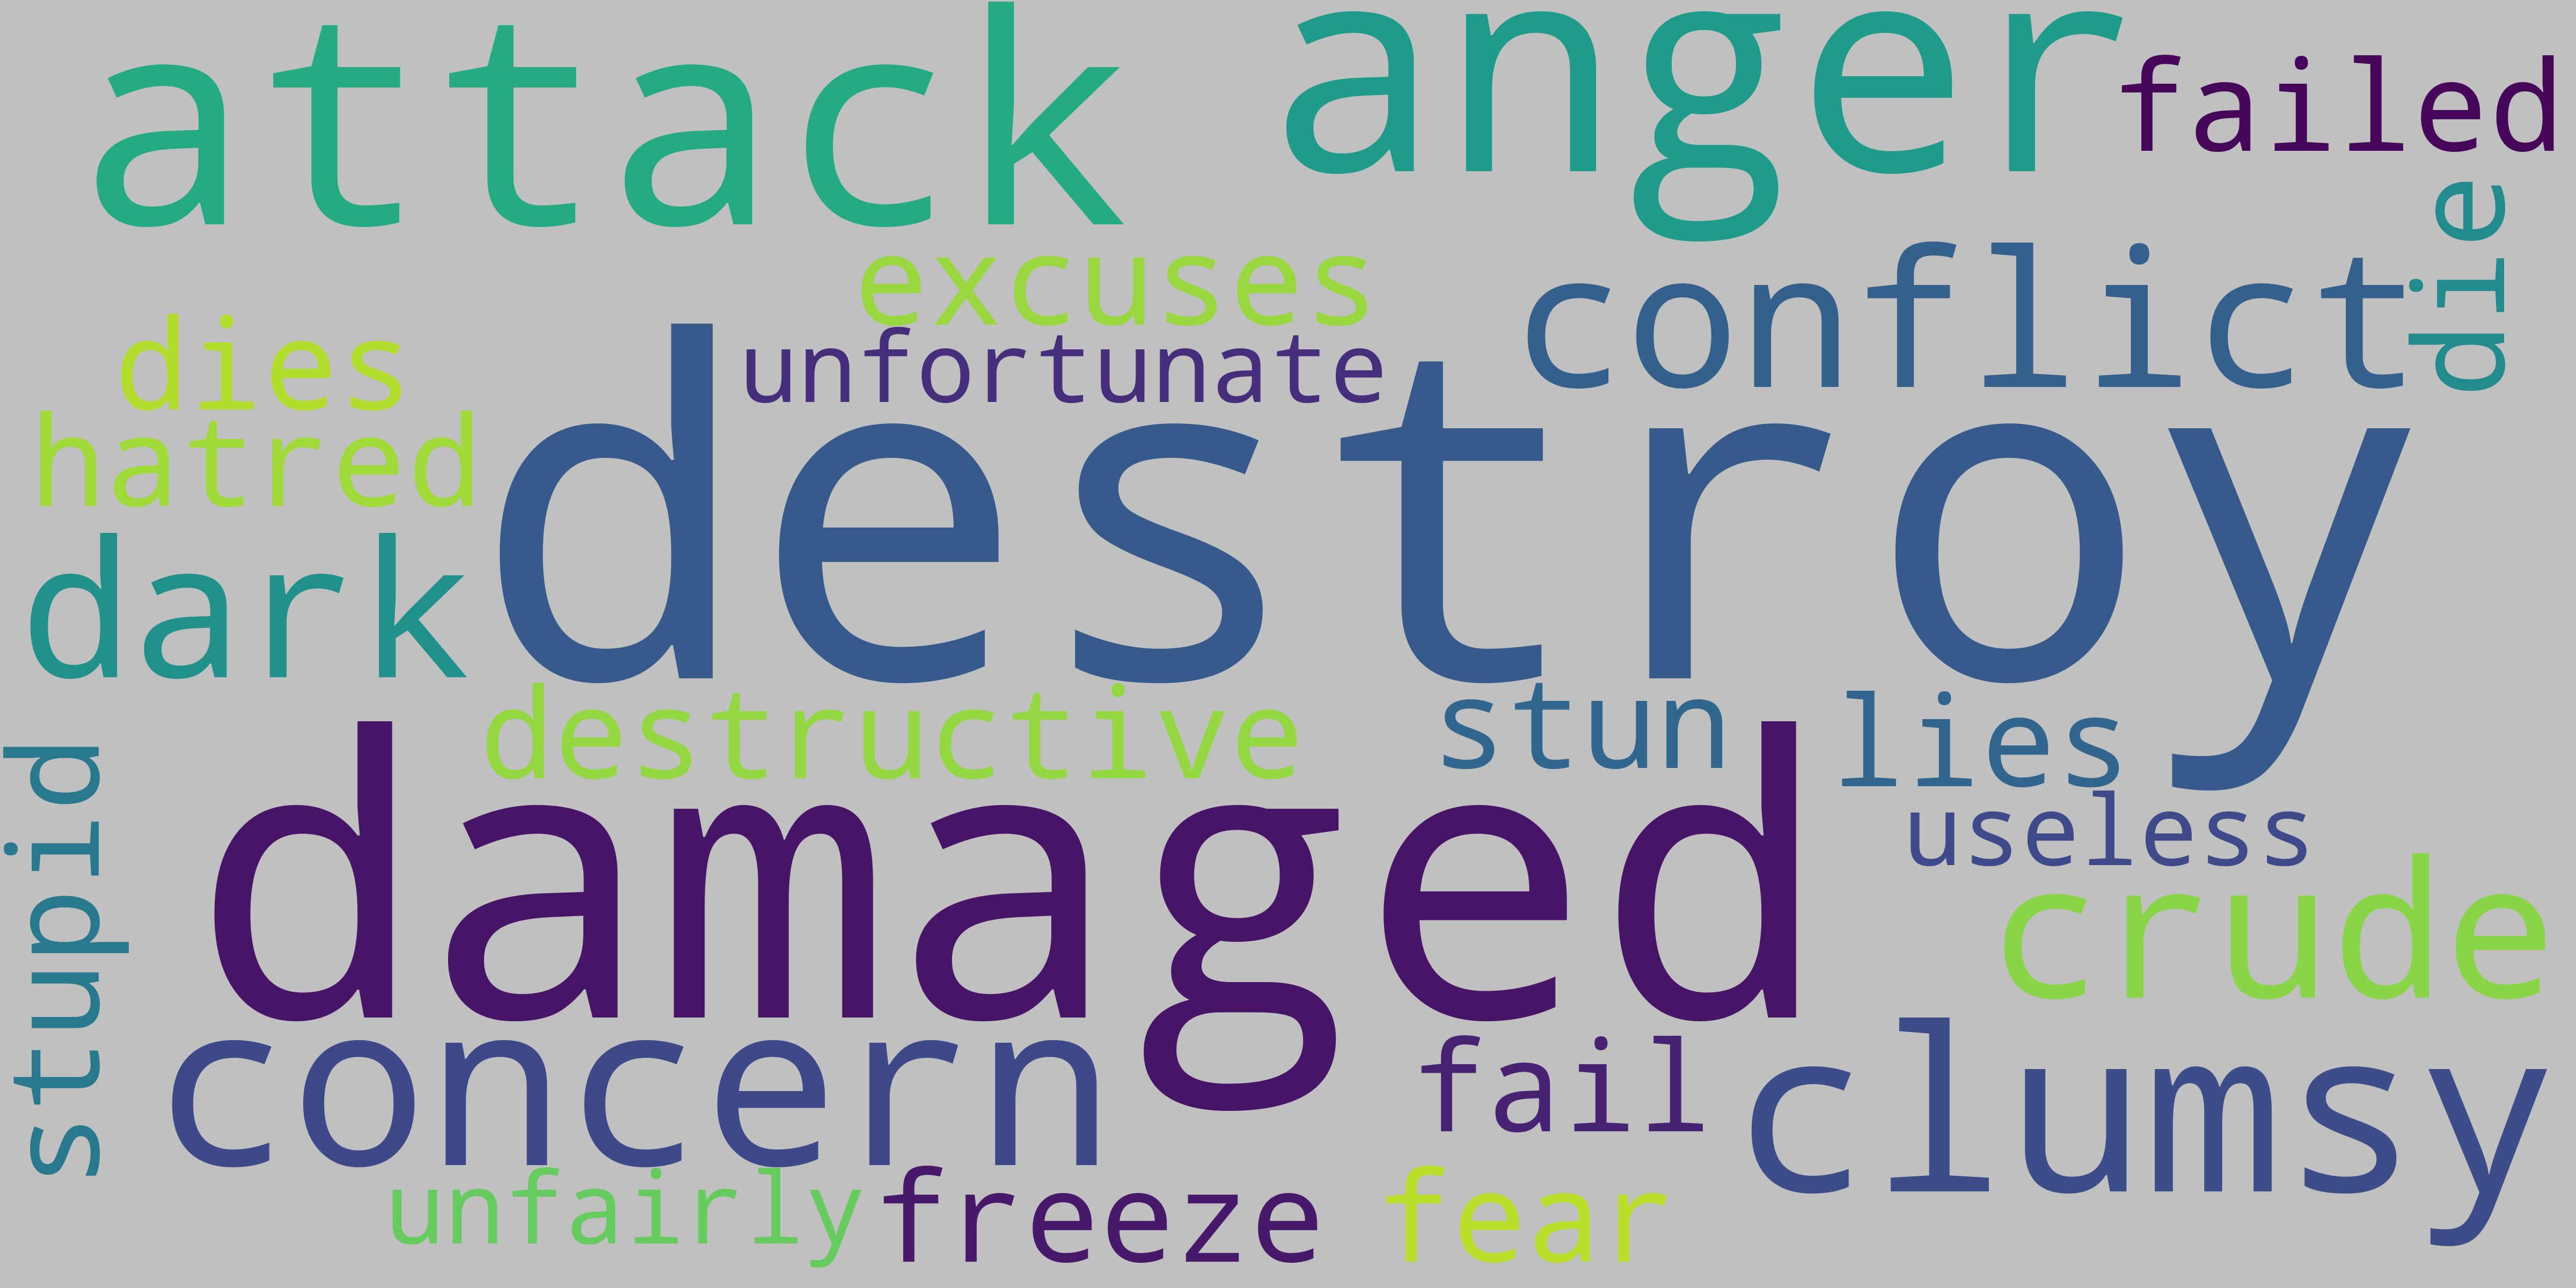 attack
anger
failed
die
excuses
conflict
dies
unfortunate
hatred
destroy
dark
destructive
stun
lies
stupid
damaged
useless
crude
concern
fail
clumsy
unfairly
freeze
fear